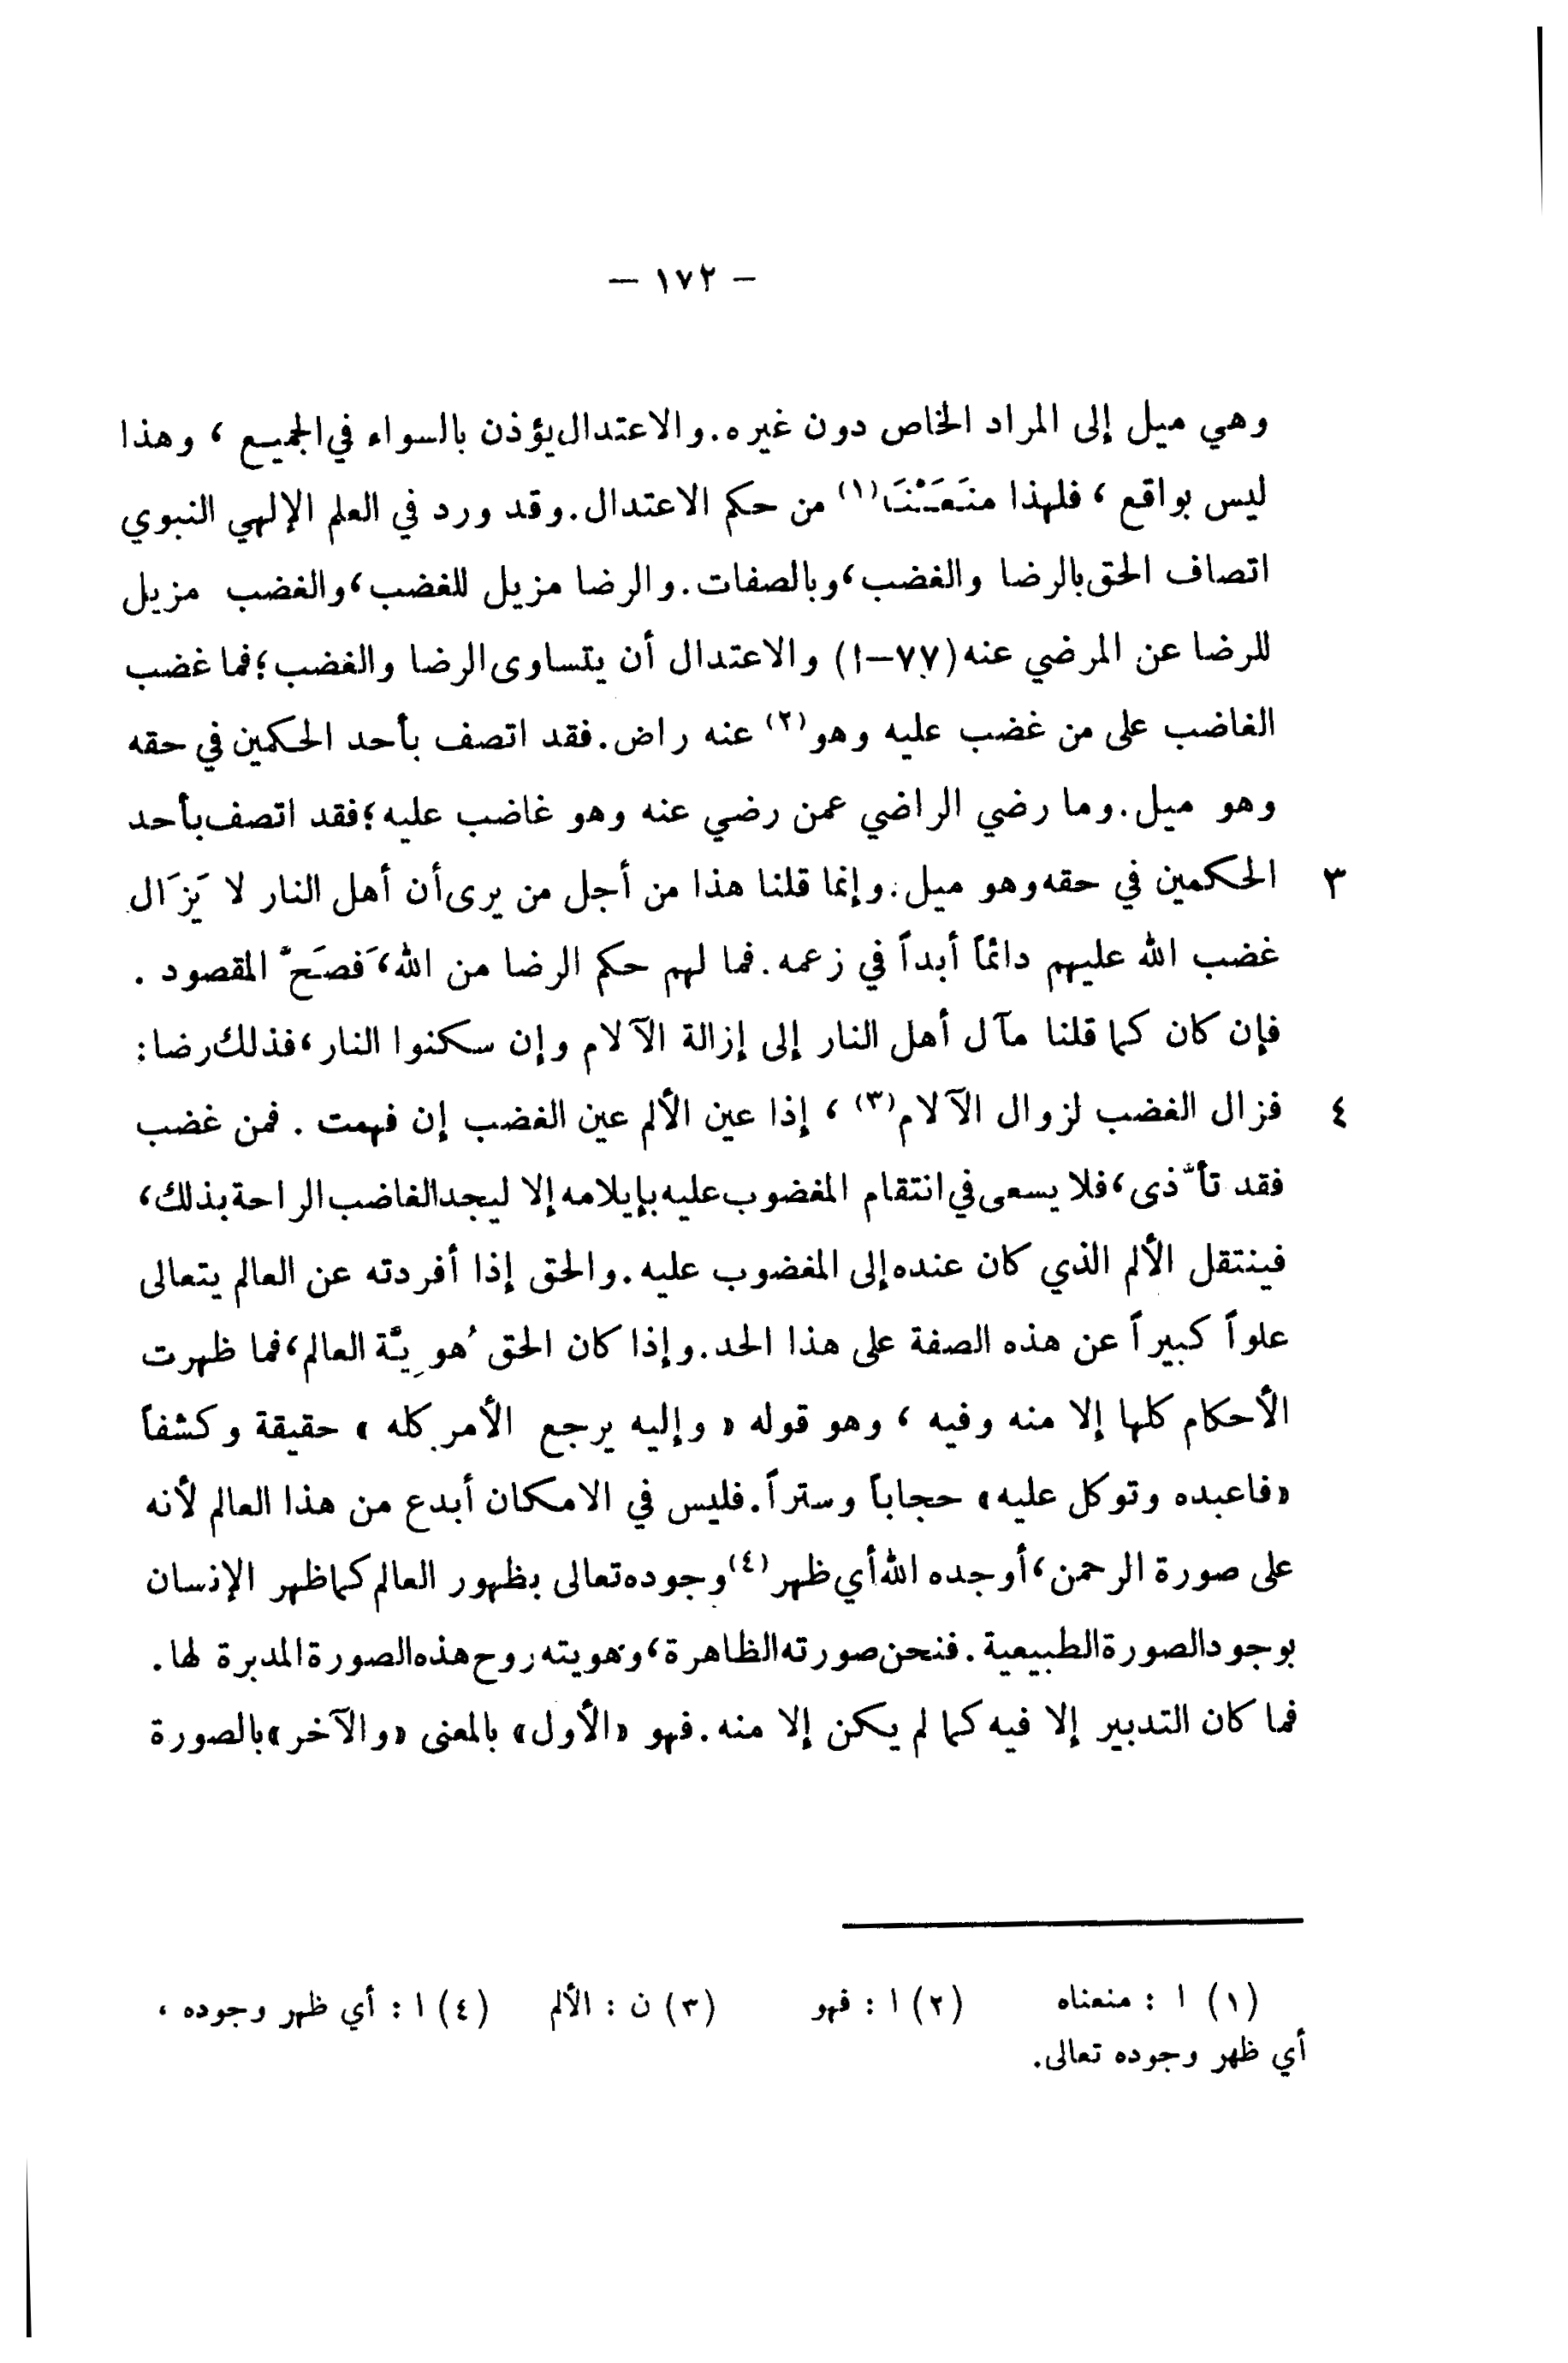 — ١٧٢ —
وهي ميل إلى المراد الخاص دون غيره. والاعتدال يؤذن بالسواء في الجميع ، وهذا
ليس بواقع ، فلهذا منَعَـْنـَا(١) من حكم الاعتدال. وقد ورد في العلم الإلهي النبوي
اتصاف الحق بالرضا والغضب، وبالصفات. والرضا مزيل للغضب، والغضب مزيل
للرضا عن المرضي عنه (٧٧–ا) والاعتدال أن يتساوى الرضا والغضب؛ فما غضب
الغاضب على من غضب عليه وهو(٢) عنه راض. فقد اتصف بأحد الحكمين في حقه
وهو ميل. وما رضي الراضي عمن رضي عنه وهو غاضب عليه؛ فقد اتصف بأحد
٣ الحكمين في حقه وهو ميل. وإنما قلنا هذا من أجل من يرى أن أهل النار لا يَزَال
غضب الله عليهم دائماً أبداً في زعمه. فما لهم حكم الرضا من الله، فَصَحَّ المقصود .
فإن كان كما قلنا مآل أهل النار إلى إزالة الآلام وإن سكنوا النار، فذلك رضا:
٤ فزال الغضب لزوال الآلام(٣) ، إذا عين الألم عين الغضب إن فهمت . فمن غضب
فقد تأذَّى، فلا يسعى في انتقام المغضوب عليه بإيلامه إلا ليجد الغاضب الراحة بذلك،
فينتقل الألم الذي كان عنده إلى المغضوب عليه. والحق إذا أفردته عن العالم يتعالى
علواً كبيراً عن هذه الصفة على هذا الحد. وإذا كان الحق هُوِيَّة العالم، فما ظهرت
الأحكام كلها إلا منه وفيه ، وهو قوله « وإليه يرجع الأمر كله » حقيقة وكشفاً
«فاعبده وتوكل عليه» حجاباً وستراً. فليس في الامكان أبدع من هذا العالم لأنه
على صورة الرحمن، أوجده الله أي ظهر(٤) وجوده تعالى بظهور العالم كما ظهر الإنسان
بوجود الصورة الطبيعية. فنحن صورته الظاهرة، وهويته روح هذه الصورة المدبرة لها.
فما كان التدبير إلا فيه كما لم يكن إلا منه. فهو «الأول» بالمعنى «والآخر» بالصورة
(١) ا : منعناه (٢) ا : فهو (٣) ن : الألم (٤) ا : أي ظهر وجوده ،
أي ظهر وجوده تعالى.